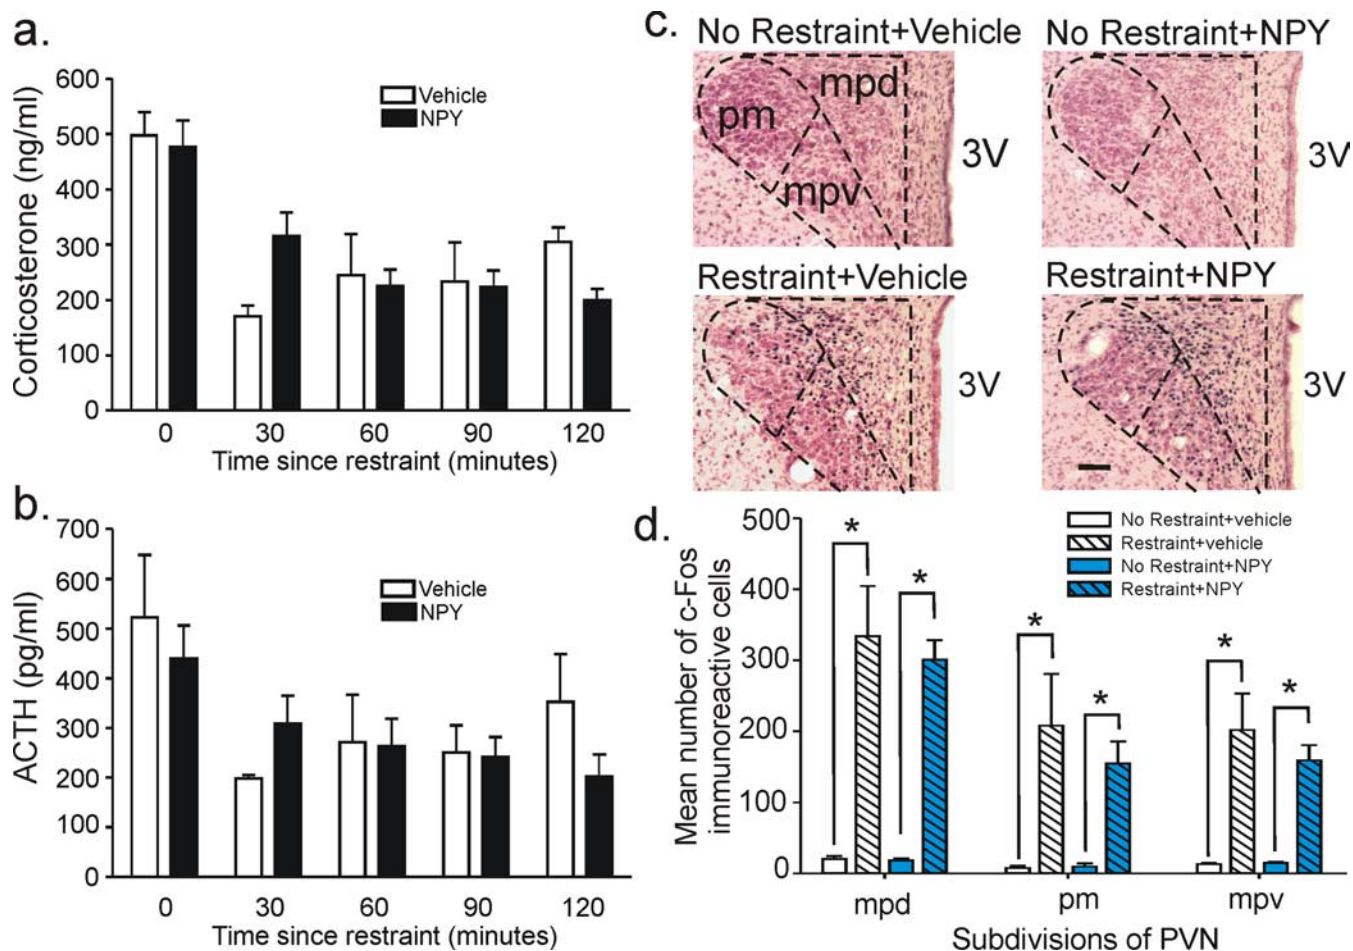 a.
Corticosterone (ng/ml)
600
500
400
300
200
100
0
Vehicle
NPY
0 30 60 90 120
Time since restraint (minutes)
b.
ACTH (pg/ml)
700
600
500
400
300
200
100
0
Vehicle
NPY
0 30 60 90 120
Time since restraint (minutes)
c.
No Restraint+Vehicle
mpd
pm
mpv
3V
No Restraint+NPY
3V
Restraint+Vehicle
3V
Restraint+NPY
3V
d.
Mean number of c-Fos
immunoreactive cells
500
400
300
200
100
0
No Restraint+vehicle
Restraint+vehicle
No Restraint+NPY
Restraint+NPY
* *
* *
* *
mpd pm mpv
Subdivisions of PVN